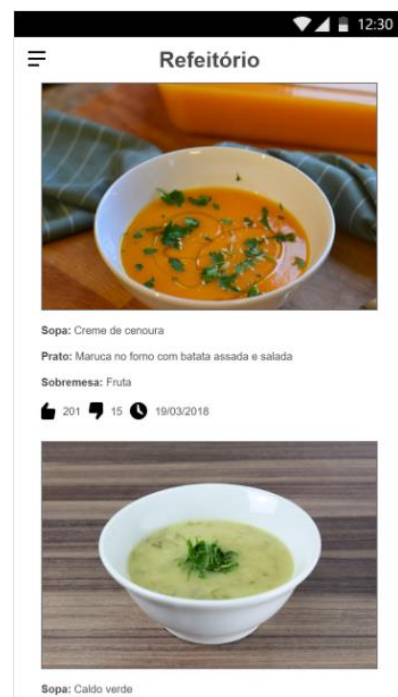 12:30
Refeitório
Sopa: Creme de cenoura
Prato: Maruca no forno com batata assada e salada
Sobremesa: Fruta
201 15 19/03/2018
Sopa: Caldo verde